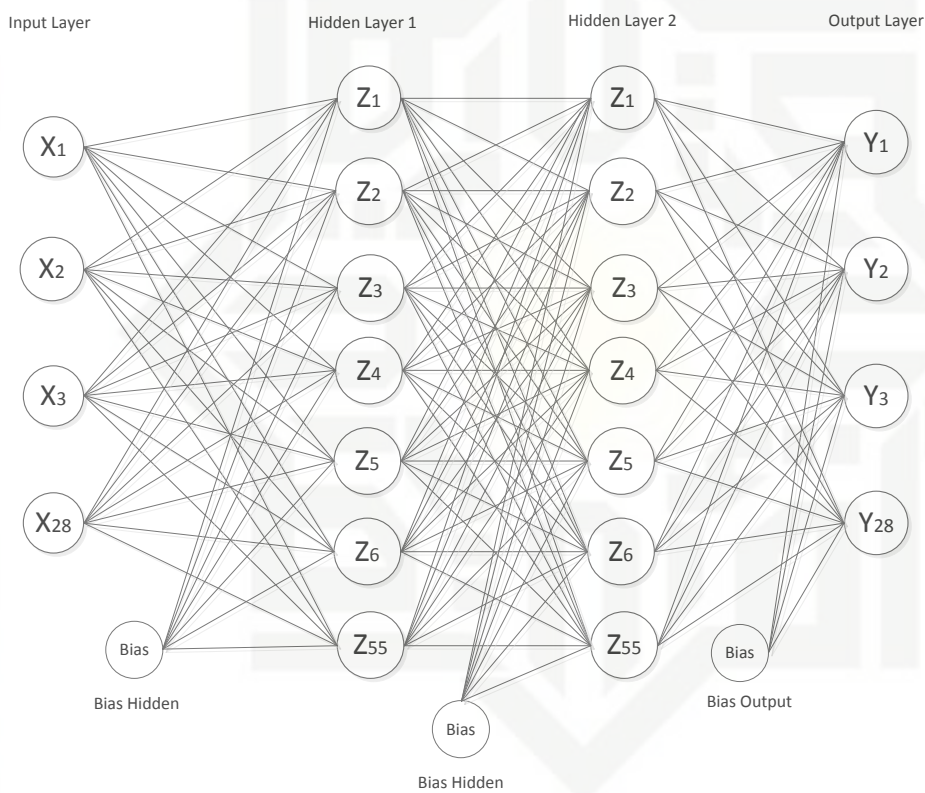 Input Layer
Hidden Layer 1
Hidden Layer 2
Output Layer
X1
X2
X3
X28
Bias
Bias Hidden
Z1
Z2
Z3
Z4
Z5
Z6
Z55
Bias
Bias Hidden
Z1
Z2
Z3
Z4
Z5
Z6
Z55
Bias
Bias Output
Y1
Y2
Y3
Y28